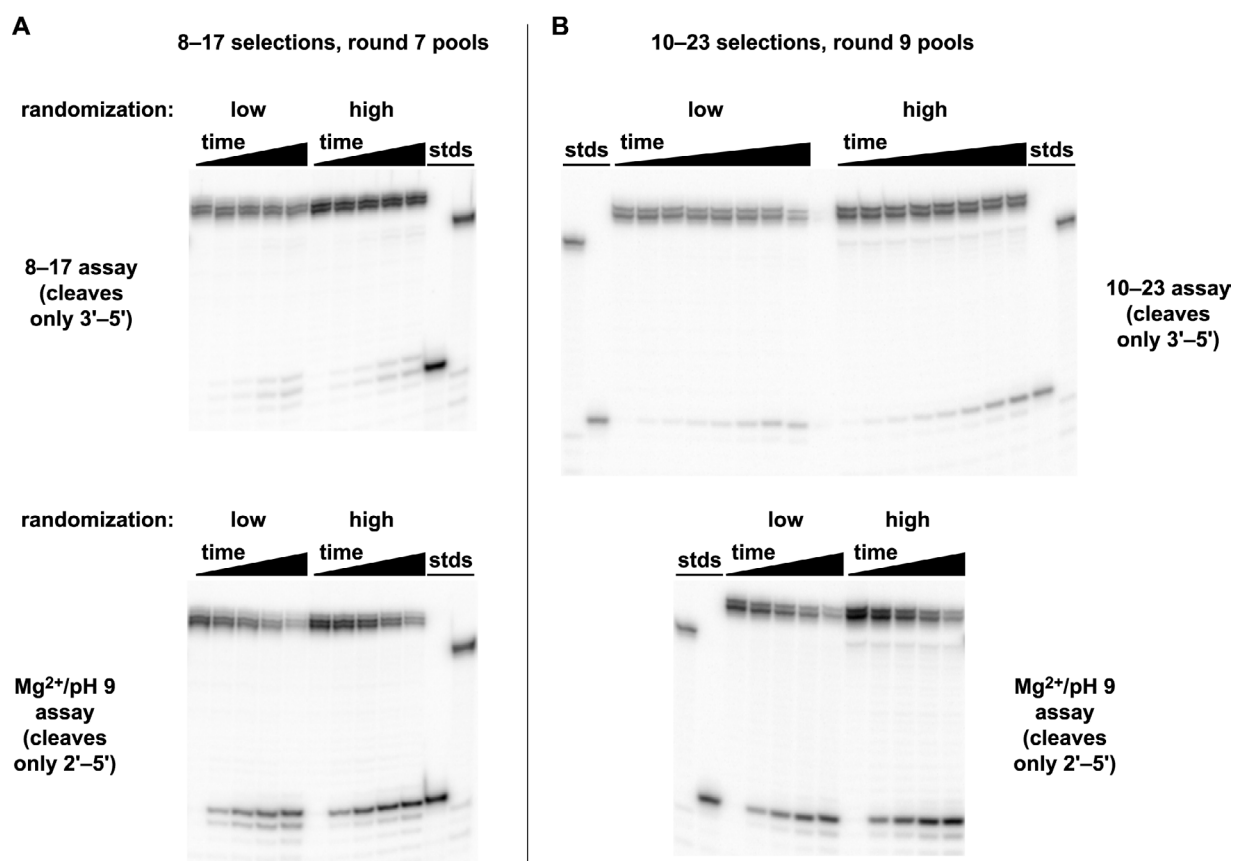 A
8–17 selections, round 7 pools
randomization: low high
time time stds
8–17 assay
(cleaves
only 3'–5')
randomization: low high
time time stds
Mg2+/pH 9
assay
(cleaves
only 2'–5')
B
10–23 selections, round 9 pools
low high
stds time time stds
10–23 assay
(cleaves
only 3'–5')
low high
stds time time
Mg2+/pH 9
assay
(cleaves
only 2'–5')